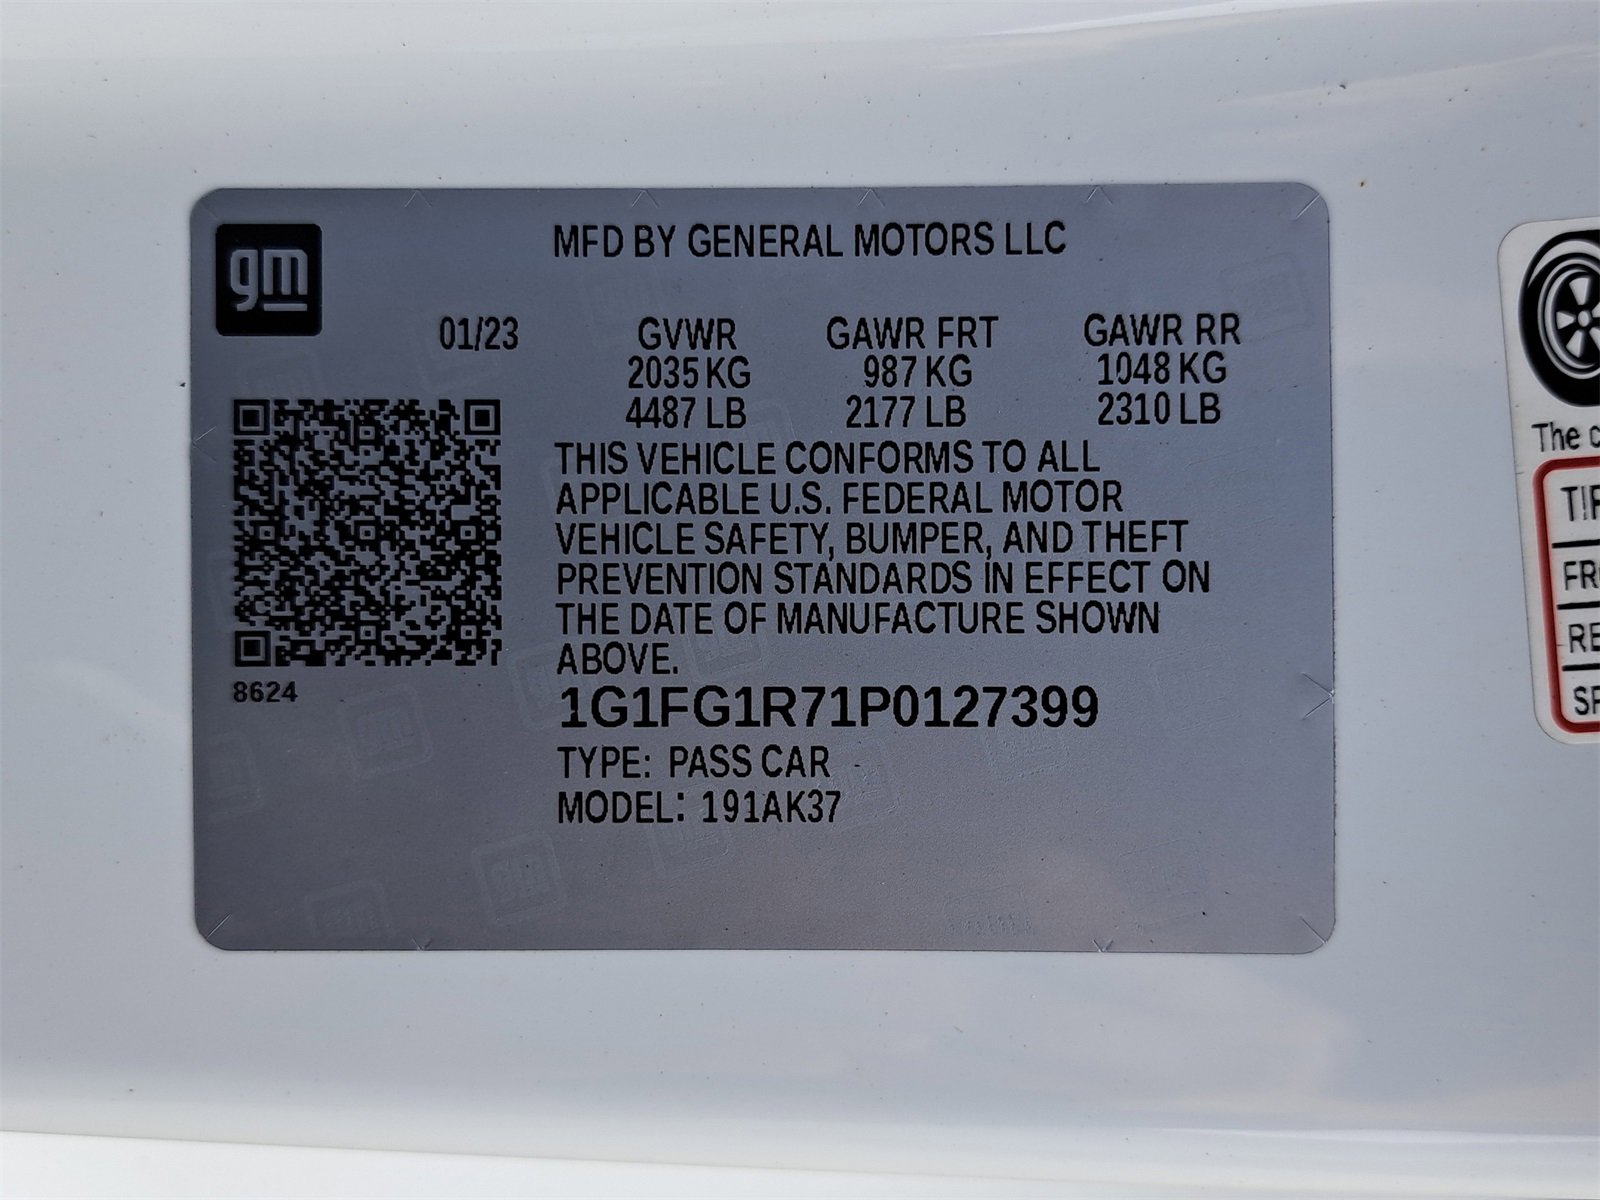 gm
MFD BY GENERAL MOTORS LLC
01/23 GVWR GAWR FRT GAWR RR
2035 KG 987 KG 1048 KG
4487 LB 2177 LB 2310 LB
THIS VEHICLE CONFORMS TO ALL
APPLICABLE U.S. FEDERAL MOTOR
VEHICLE SAFETY, BUMPER, AND THEFT
PREVENTION STANDARDS IN EFFECT ON
THE DATE OF MANUFACTURE SHOWN
ABOVE.
8624
1G1FG1R71P0127399
TYPE: PASS CAR
MODEL: 191AK37
The